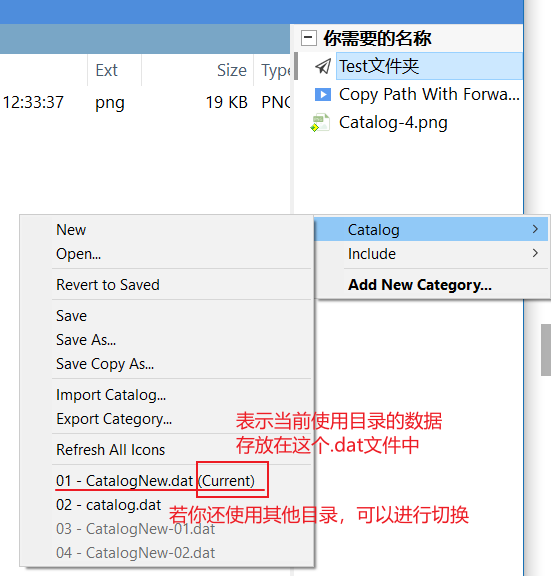 你需要的名称
Ext Size Type
Test文件夹
Copy Path With Forwa...
12:33:37 png 19 KB PNG
Catalog-4.png
New
Open...
Revert to Saved
Save
Save As...
Save Copy As...
Import Catalog...
Export Category...
Refresh All Icons
01 - CatalogNew.dat (Current)
02 - catalog.dat
03 - CatalogNew-01.dat
04 - CatalogNew-02.dat
Catalog
Include
Add New Category...
表示当前使用目录的数据
存放在这个.dat文件中
若你还使用其他目录，可以进行切换